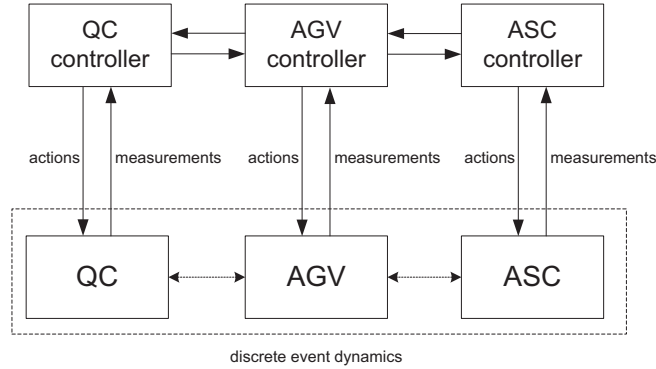 QC
controller
AGV
controller
ASC
controller
actions
measurements
actions
measurements
actions
measurements
QC
AGV
ASC
discrete event dynamics